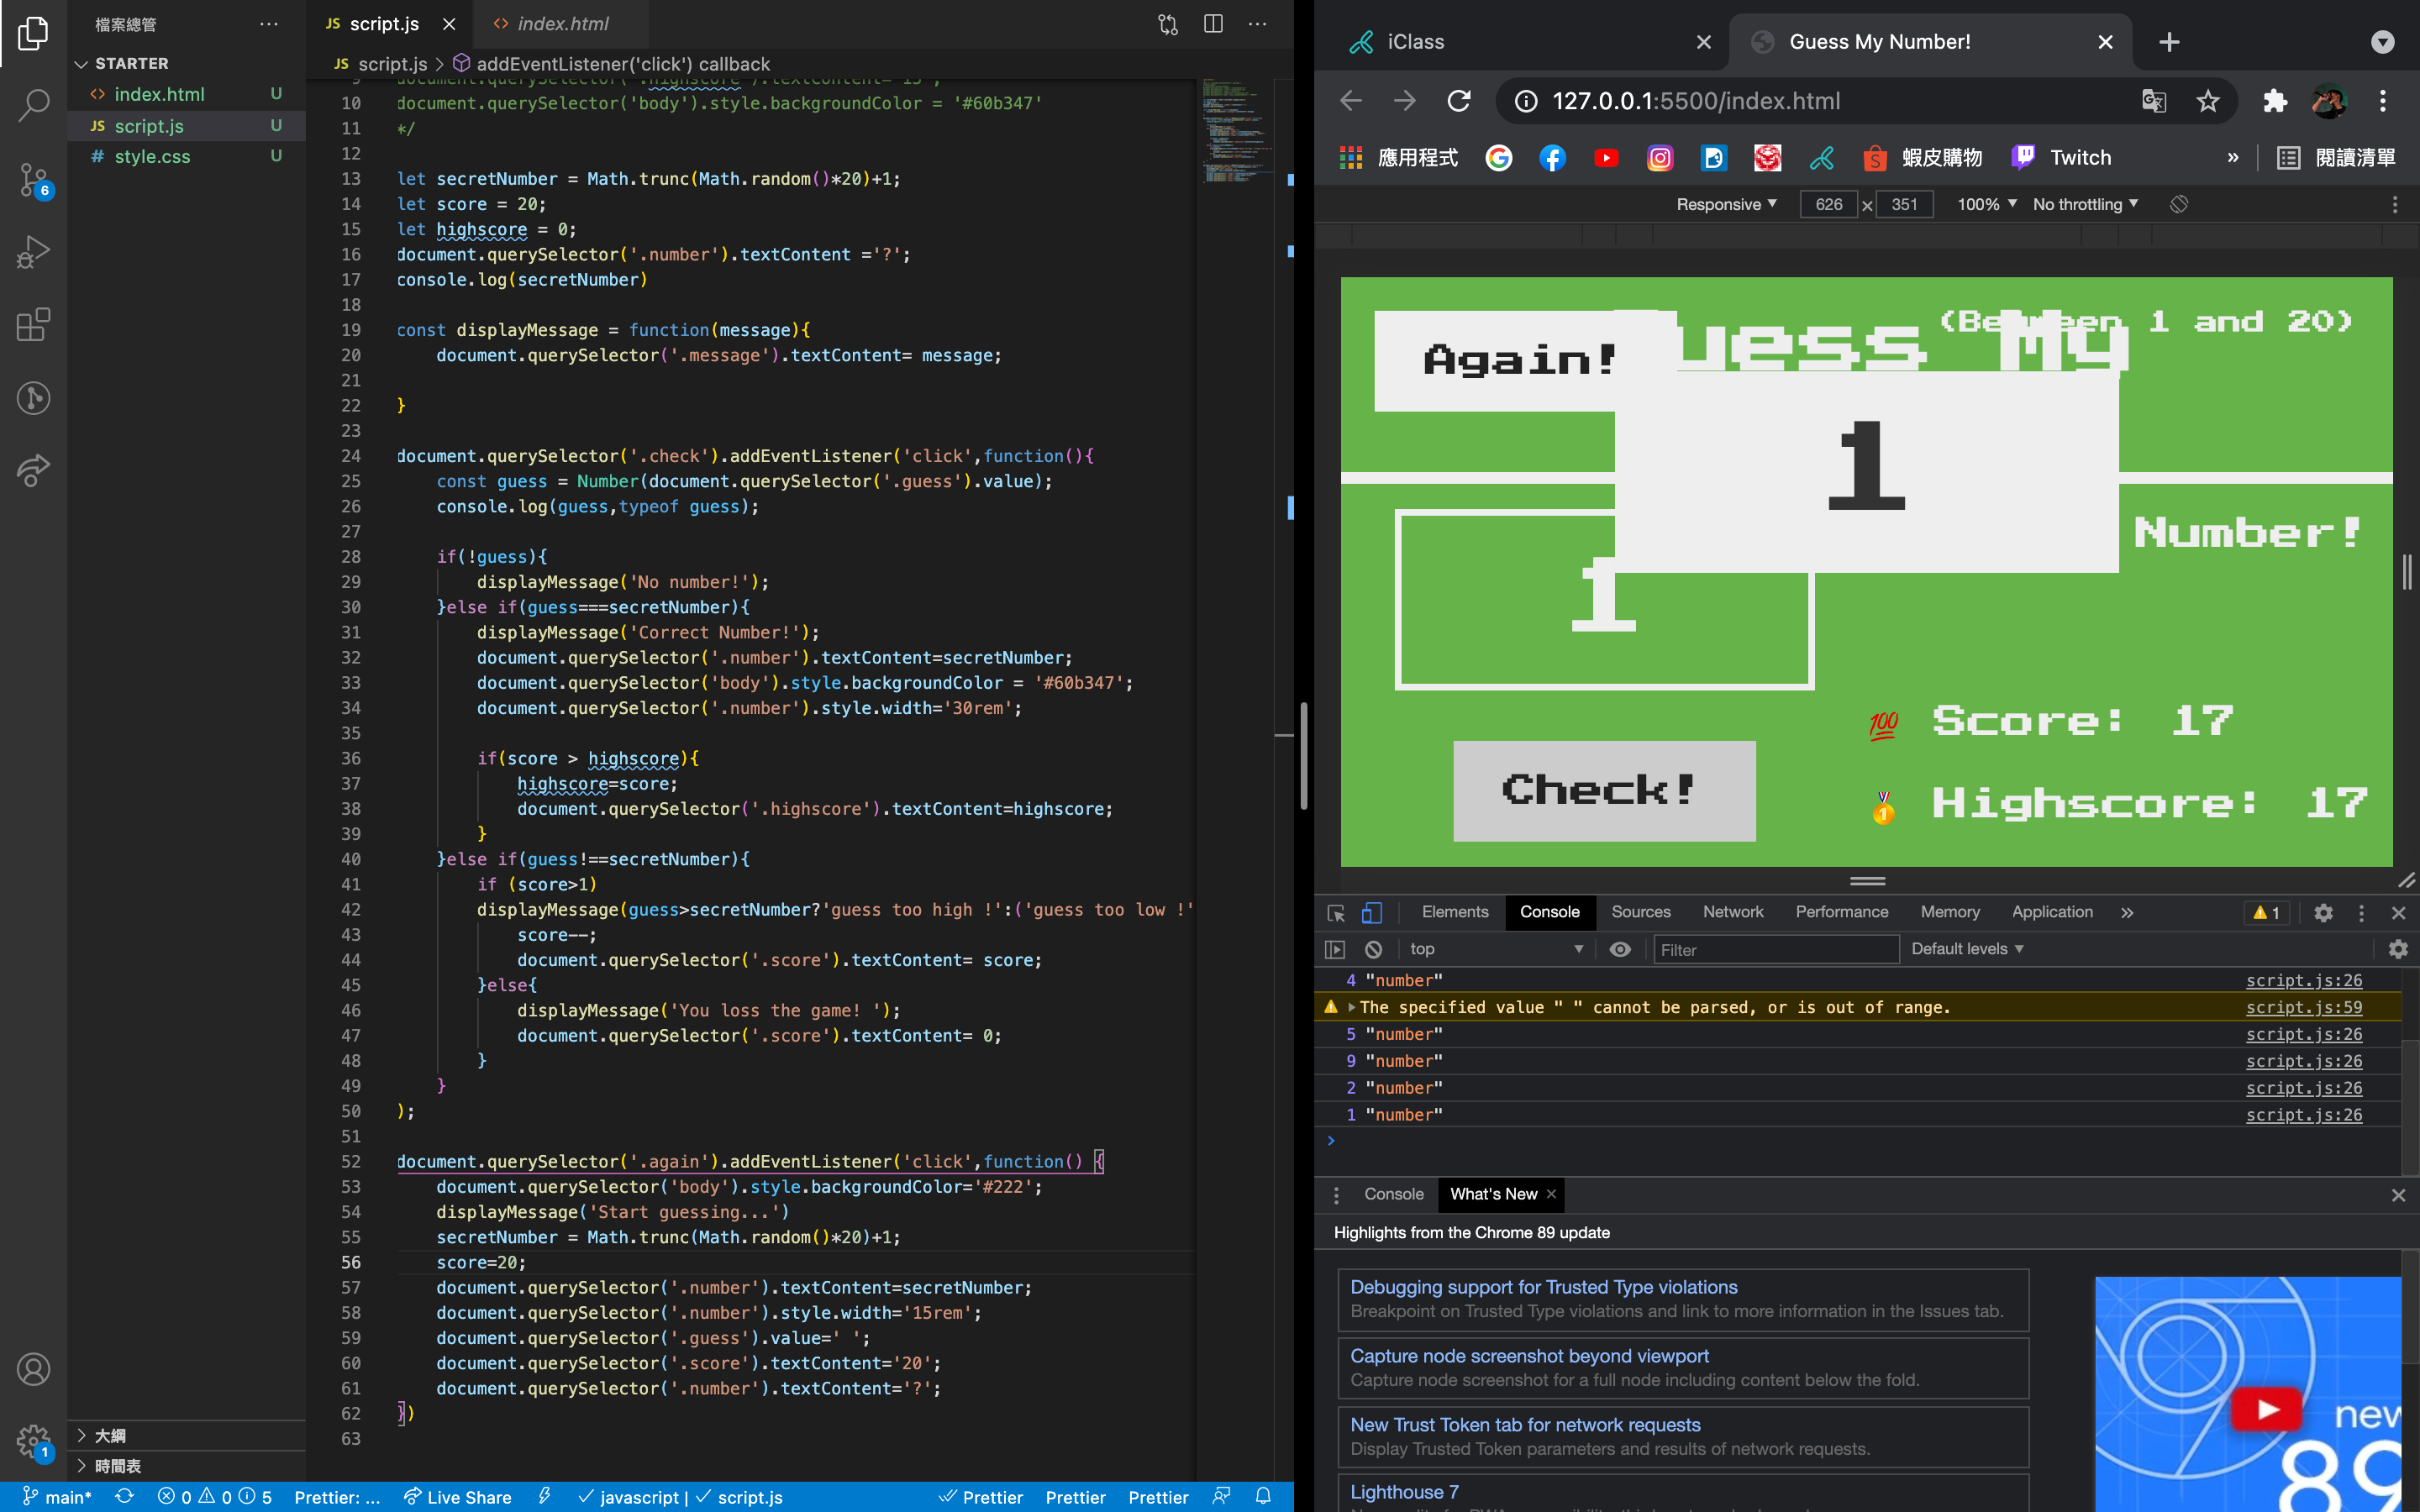 檔案總管
STARTER
index.html U
script.js U
style.css U
6
大綱
時間表
1
JS script.js
index.html
JS script.js > addEventListener('click') callback
10 document.querySelector('body').style.backgroundColor = '#60b347'
11 */
12
13 let secretNumber = Math.trunc(Math.random()*20)+1;
14 let score = 20;
15 let highscore = 0;
16 document.querySelector('.number').textContent ='?';
17 console.log(secretNumber)
18
19 const displayMessage = function(message){
20 document.querySelector('.message').textContent= message;
21
22 }
23
24 document.querySelector('.check').addEventListener('click',function(){
25 const guess = Number(document.querySelector('.guess').value);
26 console.log(guess,typeof guess);
27
28 if(!guess){
29 displayMessage('No number!');
30 }else if(guess===secretNumber){
31 displayMessage('Correct Number!');
32 document.querySelector('.number').textContent=secretNumber;
33 document.querySelector('body').style.backgroundColor = '#60b347';
34 document.querySelector('.number').style.width='30rem';
35
36 if(score > highscore){
37 highscore=score;
38 document.querySelector('.highscore').textContent=highscore;
39 }
40 }else if(guess!==secretNumber){
41 if (score>1)
42 displayMessage(guess>secretNumber?'guess too high !':('guess too low !'
43 score--;
44 document.querySelector('.score').textContent= score;
45 }else{
46 displayMessage('You loss the game! ');
47 document.querySelector('.score').textContent= 0;
48 }
49 }
50 );
51
52 document.querySelector('.again').addEventListener('click',function() {
53 document.querySelector('body').style.backgroundColor='#222';
54 displayMessage('Start guessing...')
55 secretNumber = Math.trunc(Math.random()*20)+1;
56 score=20;
57 document.querySelector('.number').textContent=secretNumber;
58 document.querySelector('.number').style.width='15rem';
59 document.querySelector('.guess').value=' ';
60 document.querySelector('.score').textContent='20';
61 document.querySelector('.number').textContent='?';
62 })
63
main* 0 0 5 Prettier: ... Live Share javascript | script.js Prettier Prettier Prettier
iClass
Guess My Number!
127.0.0.1:5500/index.html
應用程式
蝦皮購物
Twitch
»
閱讀清單
Responsive 626 × 351 100% No throttling
Again!
uess My
(Between 1 and 20)
1
Number!
1
💯 Score: 17
Check!
🥇 Highscore: 17
Elements Console Sources Network Performance Memory Application » 1
top Filter Default levels
4 "number" script.js:26
The specified value " " cannot be parsed, or is out of range. script.js:59
5 "number" script.js:26
9 "number" script.js:26
2 "number" script.js:26
1 "number" script.js:26
>
Console What's New
Highlights from the Chrome 89 update
Debugging support for Trusted Type violations
Breakpoint on Trusted Type violations and link to more information in the Issues tab.
Capture node screenshot beyond viewport
Capture node screenshot for a full node including content below the fold.
New Trust Token tab for network requests
Display Trusted Token parameters and results of network requests.
Lighthouse 7
new
89